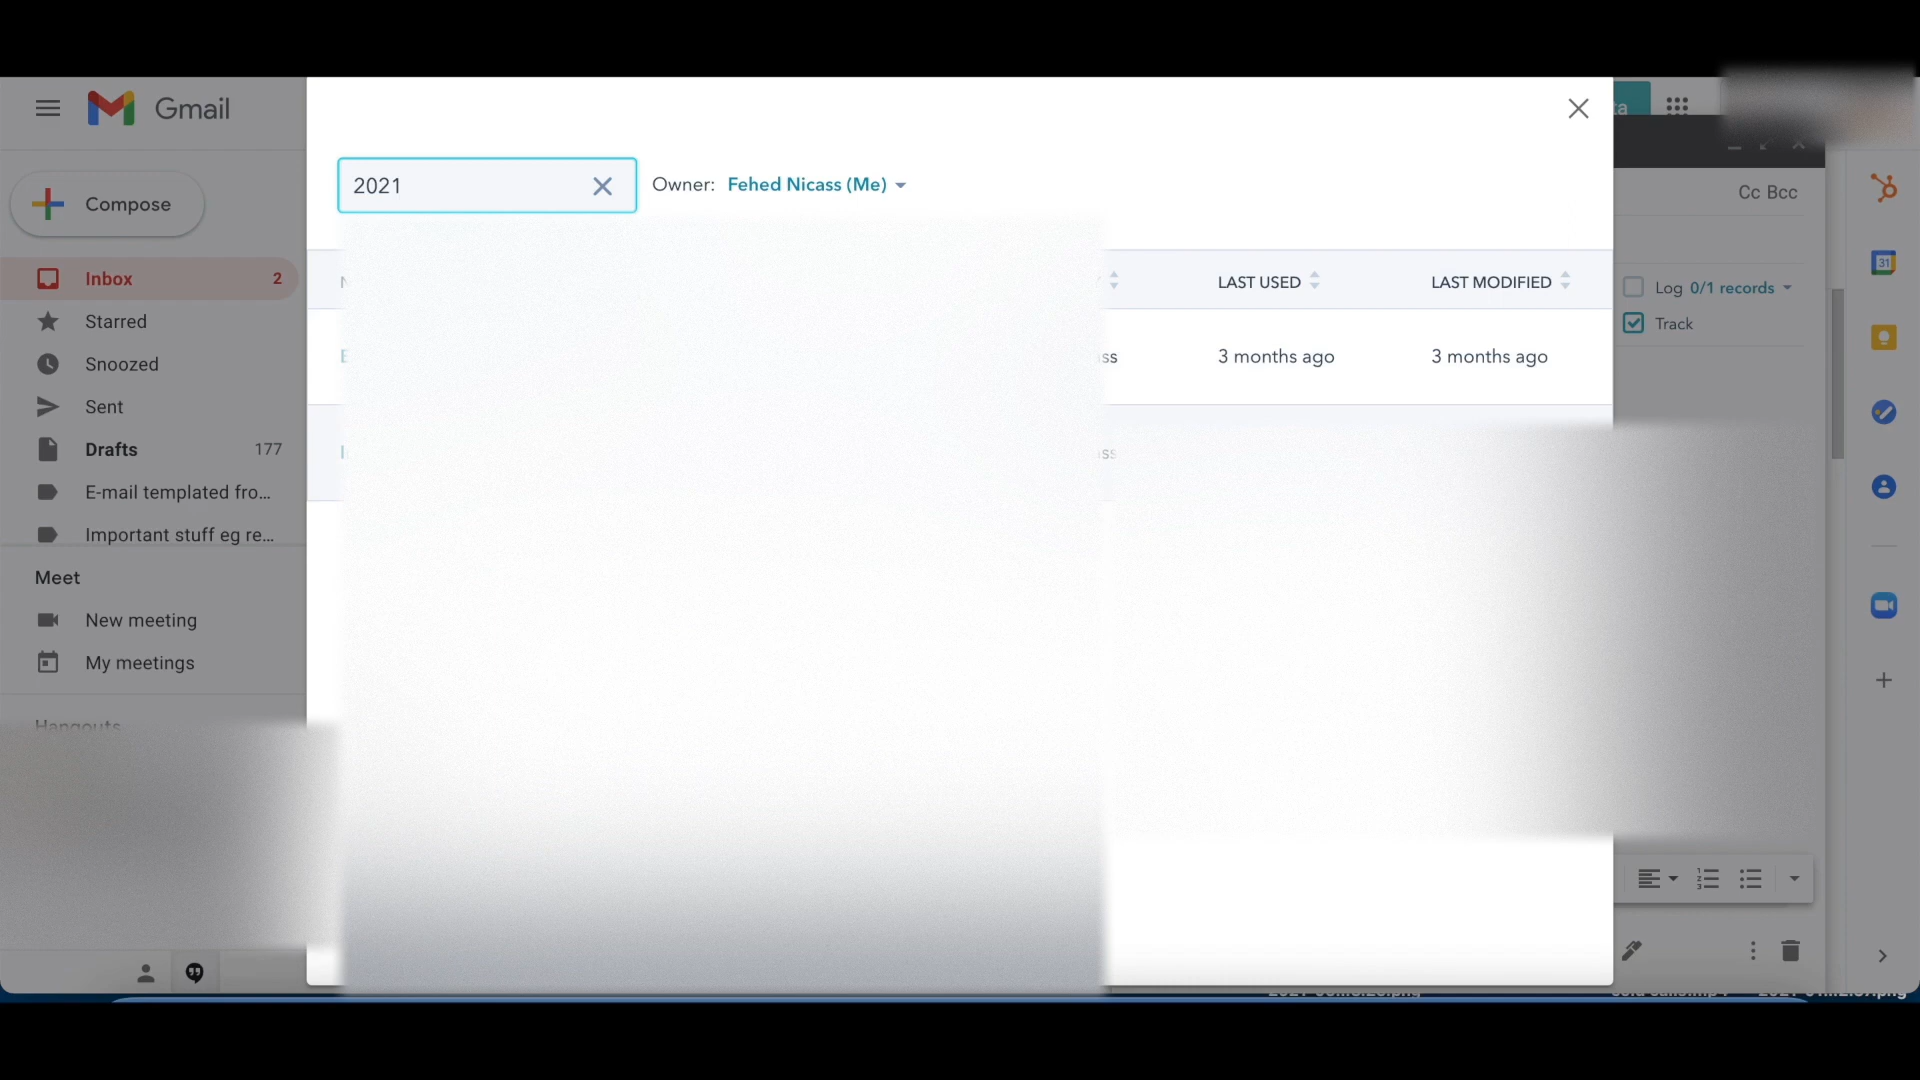 Gmail
Compose
Inbox 2
Starred
Snoozed
Sent
Drafts 177
E-mail templated fro...
Important stuff eg re...
Meet
New meeting
My meetings
Hangouts
2021
Owner: Fehed Nicass (Me)
LAST USED LAST MODIFIED
3 months ago 3 months ago
Cc Bcc
31
Log 0/1 records
Track